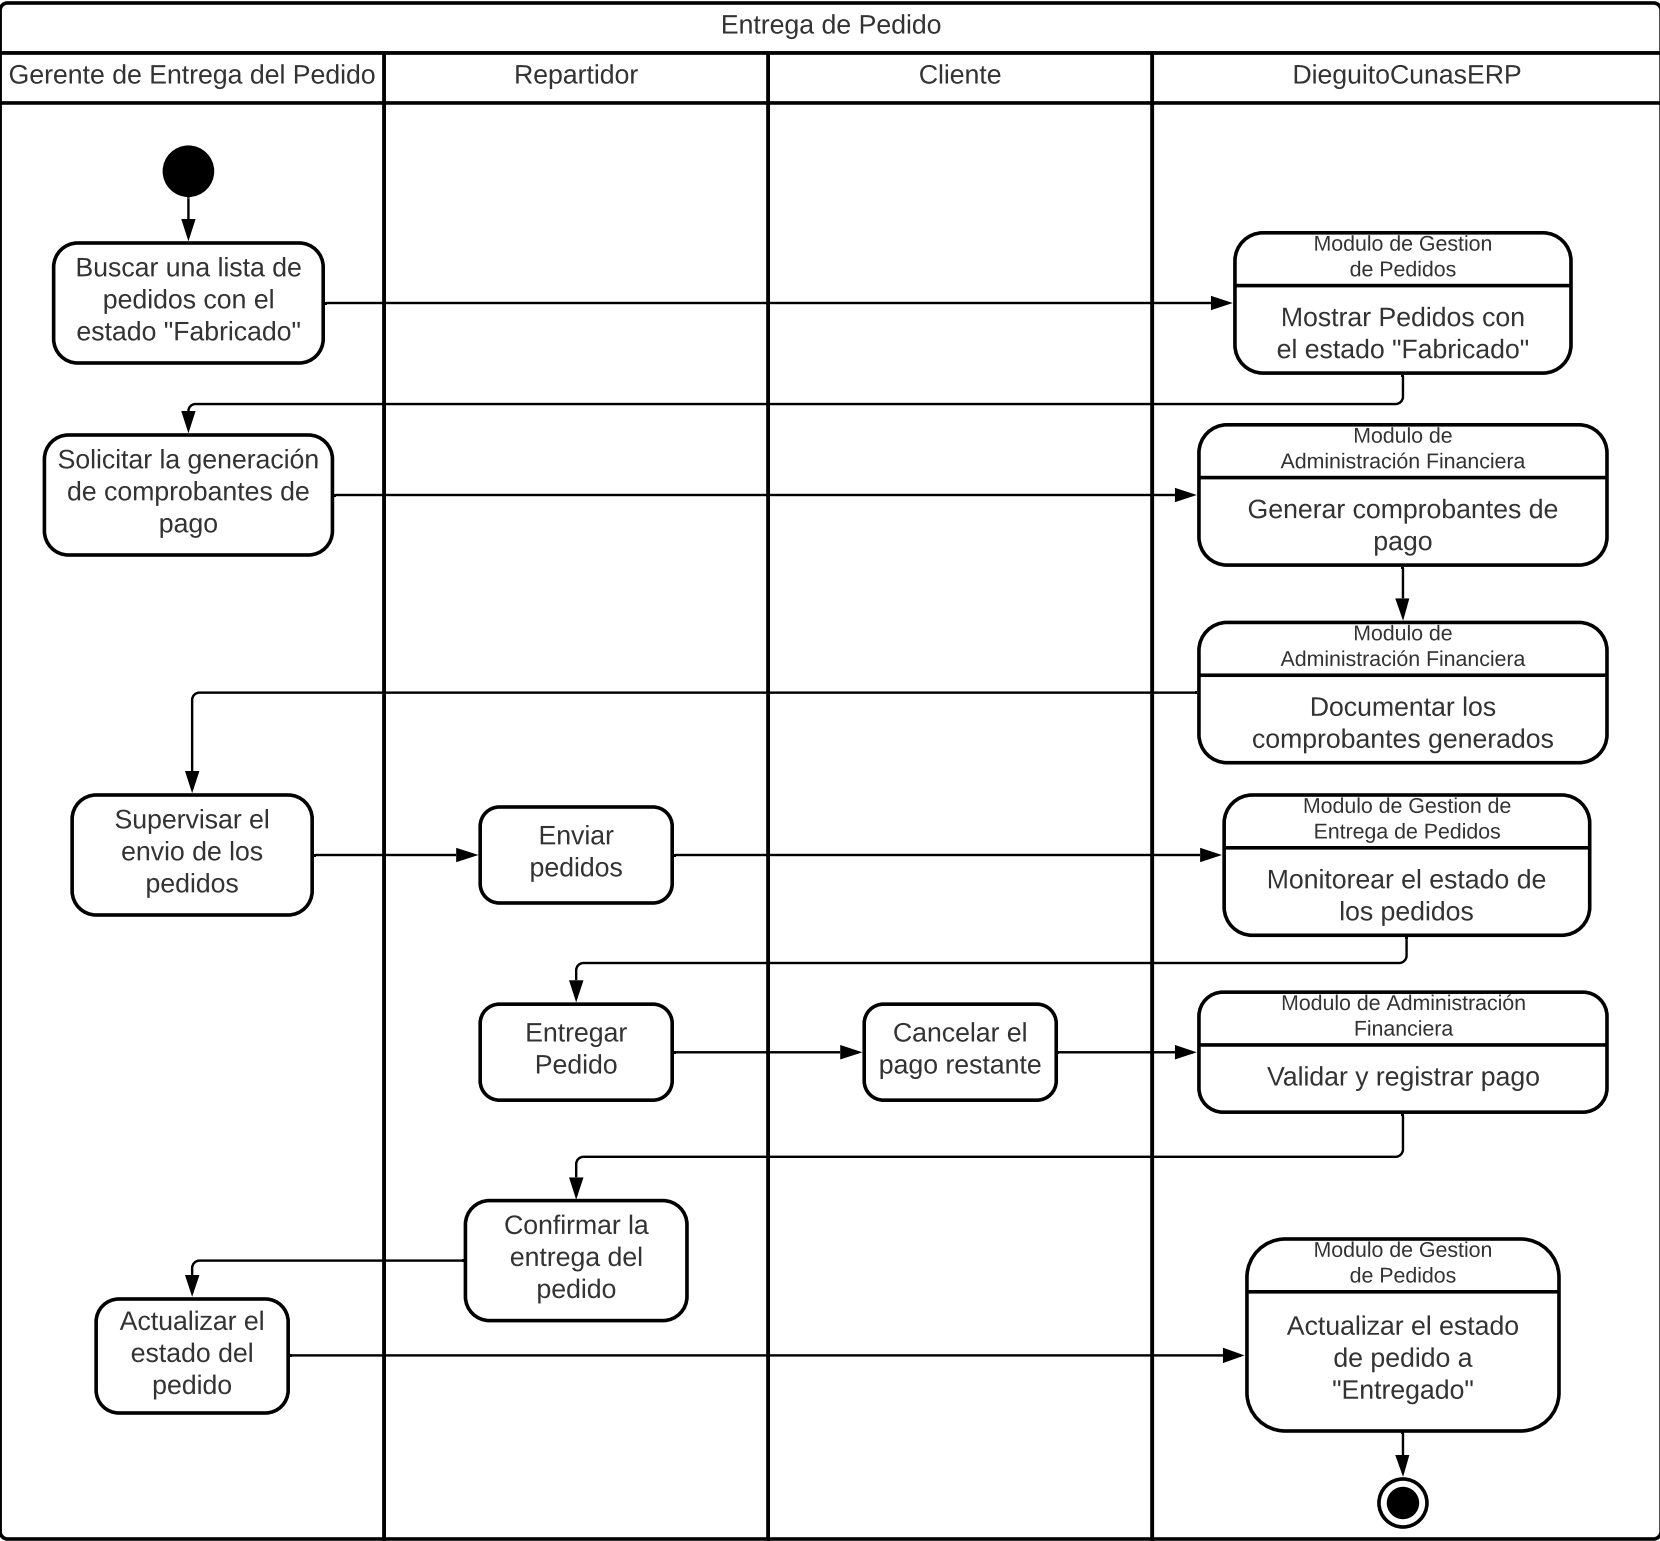 Entrega de Pedido
Gerente de Entrega del Pedido
Repartidor
Cliente
DieguitoCunasERP
Buscar una lista de
pedidos con el
estado "Fabricado"
Modulo de Gestion
de Pedidos
Mostrar Pedidos con
el estado "Fabricado"
Solicitar la generación
de comprobantes de
pago
Modulo de
Administración Financiera
Generar comprobantes de
pago
Modulo de
Administración Financiera
Documentar los
comprobantes generados
Supervisar el
envio de los
pedidos
Enviar
pedidos
Modulo de Gestion de
Entrega de Pedidos
Monitorear el estado de
los pedidos
Entregar
Pedido
Cancelar el
pago restante
Modulo de Administración
Financiera
Validar y registrar pago
Confirmar la
entrega del
pedido
Actualizar el
estado del
pedido
Modulo de Gestion
de Pedidos
Actualizar el estado
de pedido a
"Entregado"